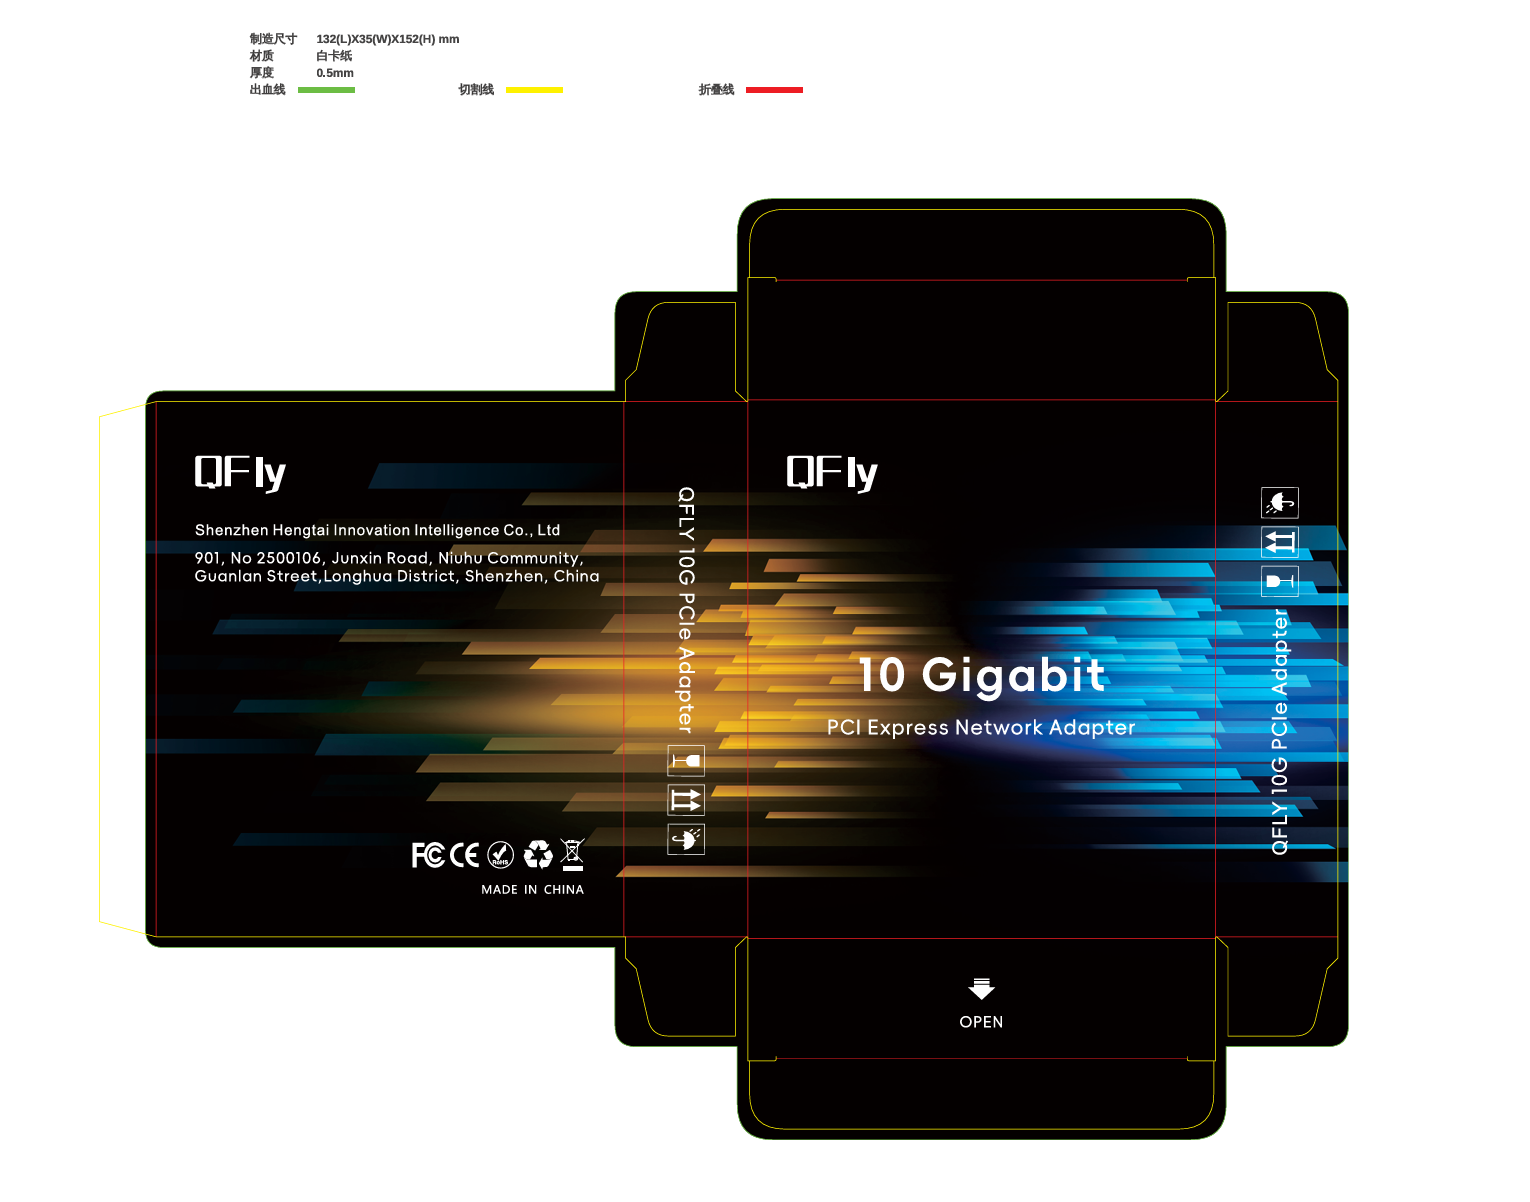 制造尺寸 132(L)X35(W)X152(H) mm
材质 白卡纸
厚度 0.5mm
出血线 切割线 折叠线
QFly
Shenzhen Hengtai Innovation Intelligence Co., Ltd
901, No 2500106, Junxin Road, Niuhu Community,
Guanlan Street,Longhua District, Shenzhen, China
FC CE RoHS
MADE IN CHINA
QFLY 10G PCIe Adapter
QFly
10 Gigabit
PCI Express Network Adapter
QFLY 10G PCIe Adapter
OPEN